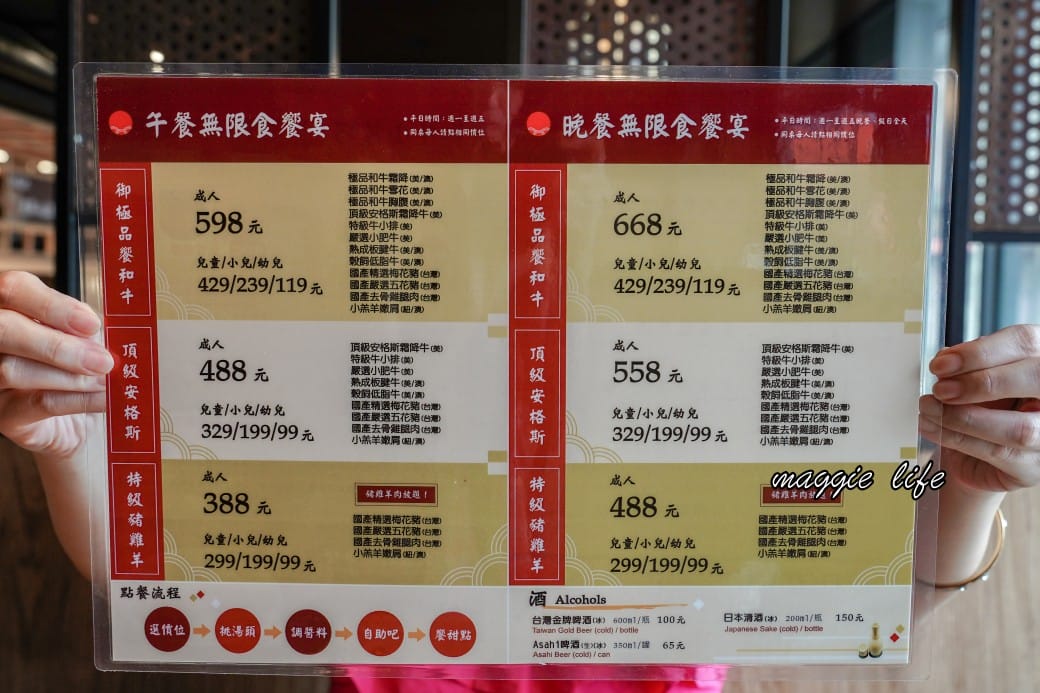 午餐無限食饗宴
●平日時間：週一至週五
●同桌每人請點相同價位
御極品饗和牛
成人
598元
兒童/小兒/幼兒
429/239/119元
極品和牛霜降(美/澳)
極品和牛雪花(美/澳)
極品和牛胸腹(美/澳)
頂級安格斯霜降牛(美)
特級牛小排(美)
嚴選小肥牛(美)
熟成板腱牛(美/澳)
穀飼低脂牛(美/澳)
國產精選梅花豬(台灣)
國產嚴選五花豬(台灣)
國產去骨雞腿肉(台灣)
小羔羊嫩肩(紐/澳)
頂級安格斯
成人
488元
兒童/小兒/幼兒
329/199/99元
頂級安格斯霜降牛(美)
特級牛小排(美)
嚴選小肥牛(美)
熟成板腱牛(美/澳)
穀飼低脂牛(美/澳)
國產精選梅花豬(台灣)
國產嚴選五花豬(台灣)
國產去骨雞腿肉(台灣)
小羔羊嫩肩(紐/澳)
特級豬雞羊
成人
388元
兒童/小兒/幼兒
299/199/99元
豬雞羊肉放題！
國產精選梅花豬(台灣)
國產嚴選五花豬(台灣)
國產去骨雞腿肉(台灣)
小羔羊嫩肩(紐/澳)
點餐流程
選價位
挑湯頭
調醬料
自助吧
饗甜點
晚餐無限食饗宴
●平日時間：週一至週五晚餐、假日全天
●同桌每人請點相同價位
御極品饗和牛
成人
668元
兒童/小兒/幼兒
429/239/119元
極品和牛霜降(美/澳)
極品和牛雪花(美/澳)
極品和牛胸腹(美/澳)
頂級安格斯霜降牛(美)
特級牛小排(美)
嚴選小肥牛(美)
熟成板腱牛(美/澳)
穀飼低脂牛(美/澳)
國產精選梅花豬(台灣)
國產嚴選五花豬(台灣)
國產去骨雞腿肉(台灣)
小羔羊嫩肩(紐/澳)
頂級安格斯
成人
558元
兒童/小兒/幼兒
329/199/99元
頂級安格斯霜降牛(美)
特級牛小排(美)
嚴選小肥牛(美)
熟成板腱牛(美/澳)
穀飼低脂牛(美/澳)
國產精選梅花豬(台灣)
國產嚴選五花豬(台灣)
國產去骨雞腿肉(台灣)
小羔羊嫩肩(紐/澳)
特級豬雞羊
成人
488元
兒童/小兒/幼兒
299/199/99元
豬雞羊肉放
maggie life
國產精選梅花豬(台灣)
國產嚴選五花豬(台灣)
國產去骨雞腿肉(台灣)
小羔羊嫩肩(紐/澳)
酒 Alcohols
台灣金牌啤酒(冰) 600ml/瓶 100元
Taiwan Gold Beer (cold) / bottle
Asahi啤酒(生)(冰) 350ml/罐 65元
Asahi Beer (cold) / can
日本清酒(冰) 200ml/瓶 150元
Japanese Sake (cold) / bottle